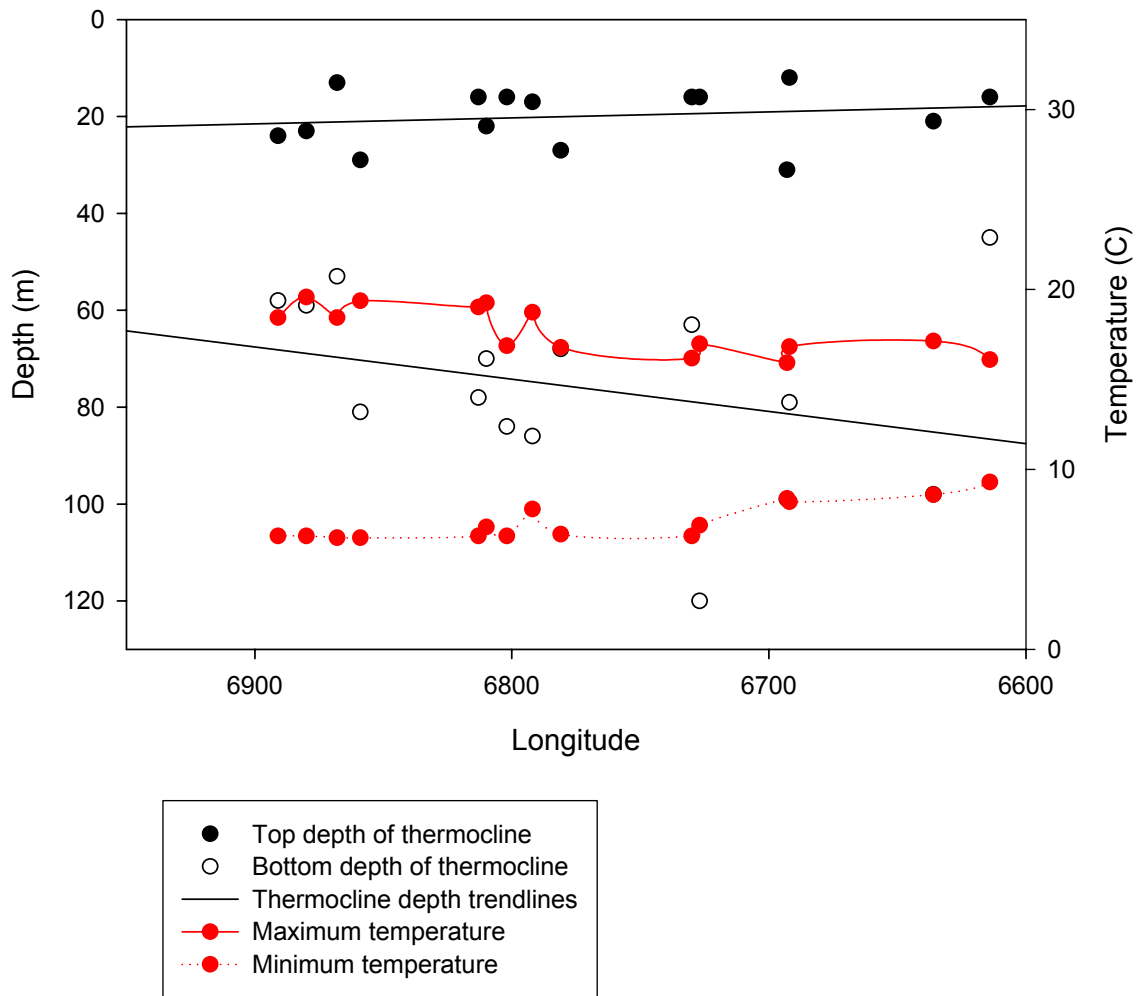 0
20
40
60
80
100
120
Depth (m)
30
20
10
0
Temperature (C)
6900
6800
6700
6600
Longitude
Top depth of thermocline
Bottom depth of thermocline
Thermocline depth trendlines
Maximum temperature
Minimum temperature